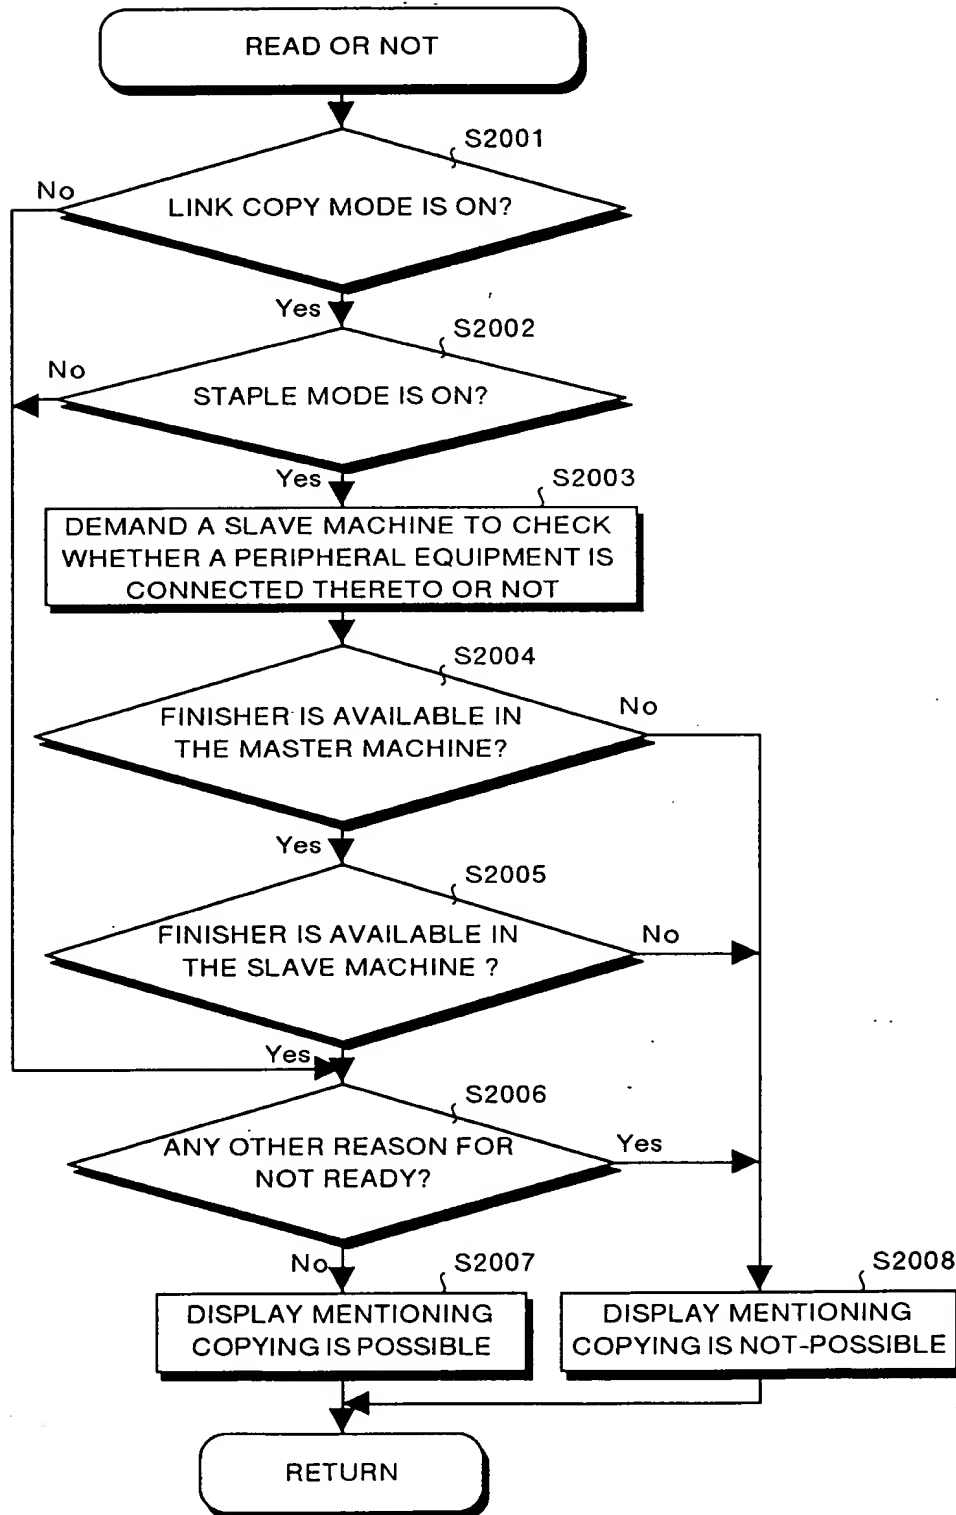 READ OR NOT
S2001
No
LINK COPY MODE IS ON?
Yes
S2002
No
STAPLE MODE IS ON?
Yes
S2003
DEMAND A SLAVE MACHINE TO CHECK
WHETHER A PERIPHERAL EQUIPMENT IS
CONNECTED THERETO OR NOT
S2004
No
FINISHER IS AVAILABLE IN
THE MASTER MACHINE?
Yes
S2005
No
FINISHER IS AVAILABLE IN
THE SLAVE MACHINE ?
Yes
S2006
Yes
ANY OTHER REASON FOR
NOT READY?
No
S2007
S2008
DISPLAY MENTIONING
COPYING IS POSSIBLE
DISPLAY MENTIONING
COPYING IS NOT-POSSIBLE
RETURN